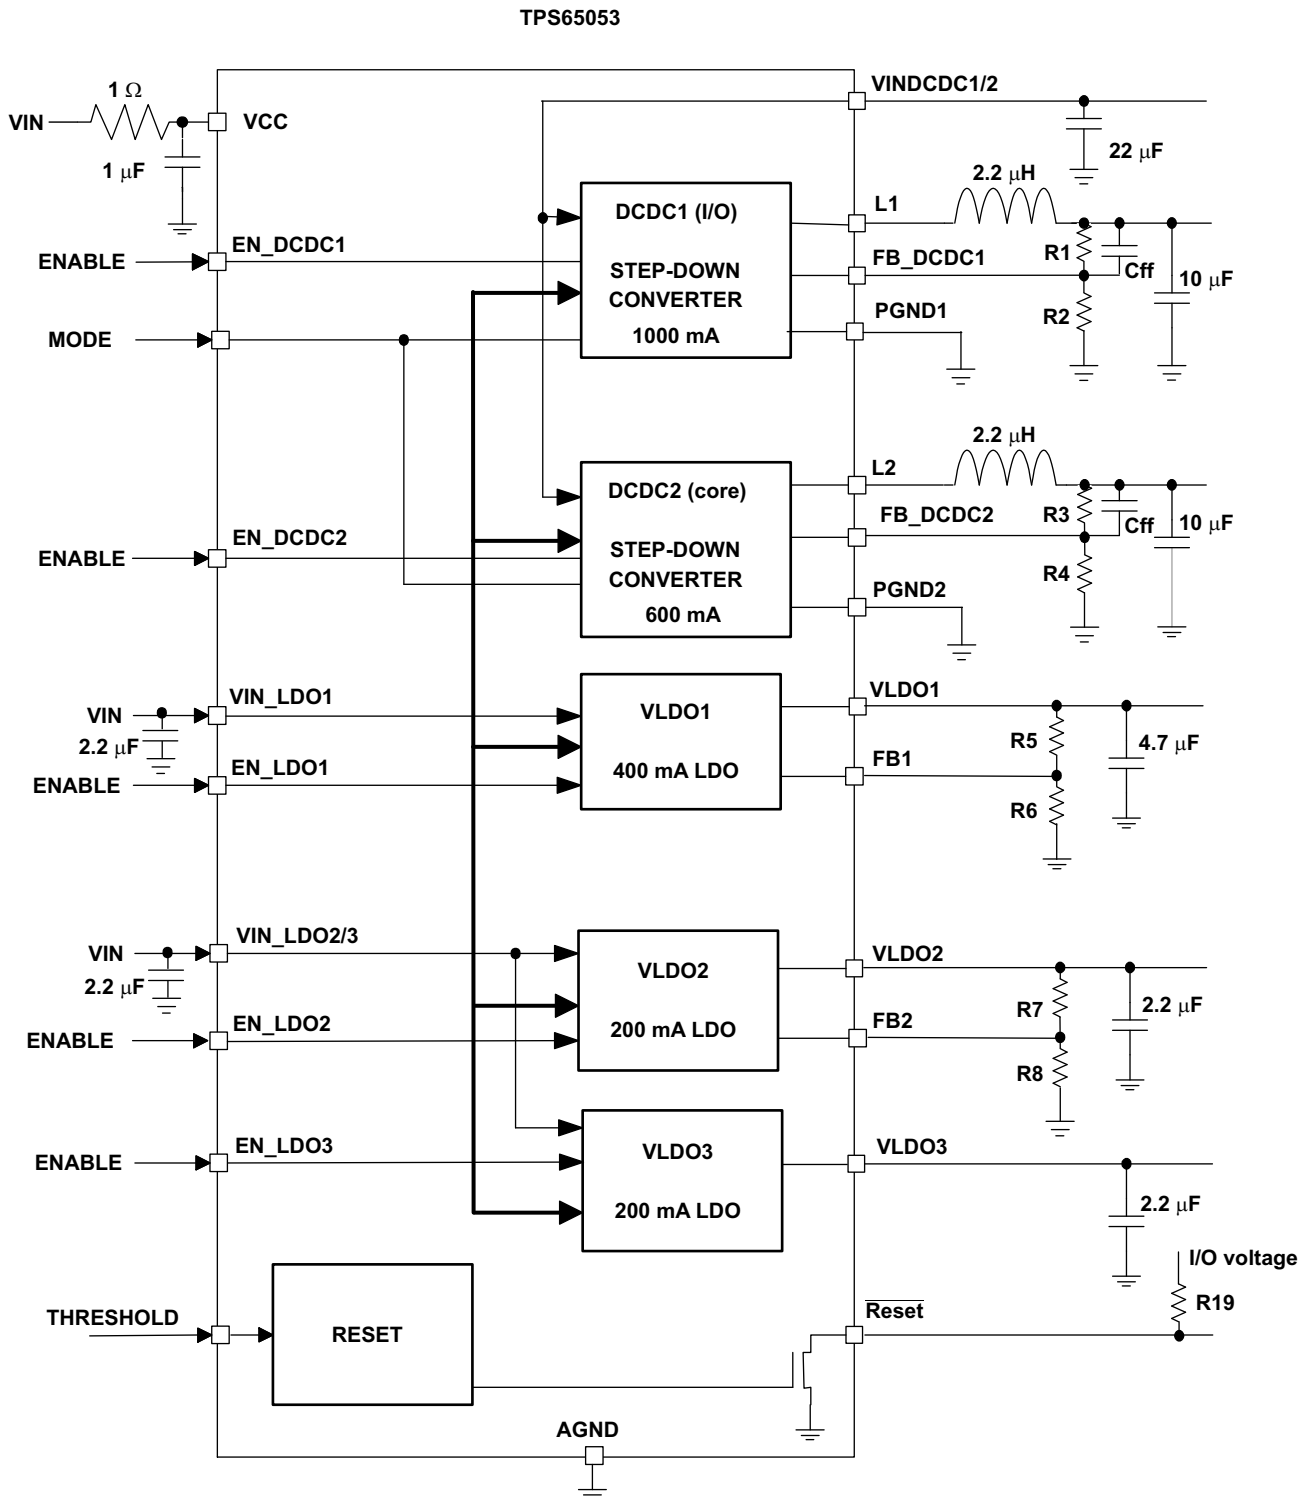 TPS65053
VINDCDC1/2
1 Ω
VIN
VCC
1 μF
22 μF
2.2 μH
DCDC1 (I/O)
L1
EN_DCDC1
ENABLE
STEP-DOWN
CONVERTER
1000 mA
FB_DCDC1
R1
Cff
10 μF
R2
PGND1
MODE
2.2 μH
DCDC2 (core)
L2
FB_DCDC2
R3
Cff
10 μF
EN_DCDC2
ENABLE
STEP-DOWN
CONVERTER
600 mA
R4
PGND2
VIN_LDO1
VIN
2.2 μF
VLDO1
400 mA LDO
VLDO1
R5
4.7 μF
EN_LDO1
ENABLE
FB1
R6
VIN_LDO2/3
VIN
2.2 μF
VLDO2
200 mA LDO
VLDO2
R7
2.2 μF
EN_LDO2
ENABLE
FB2
R8
EN_LDO3
ENABLE
VLDO3
200 mA LDO
VLDO3
2.2 μF
I/O voltage
R19
THRESHOLD
RESET
Reset
AGND